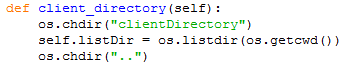 def client_directory(self):
    os.chdir("clientDirectory")
    self.listDir = os.listdir(os.getcwd())
    os.chdir("..")